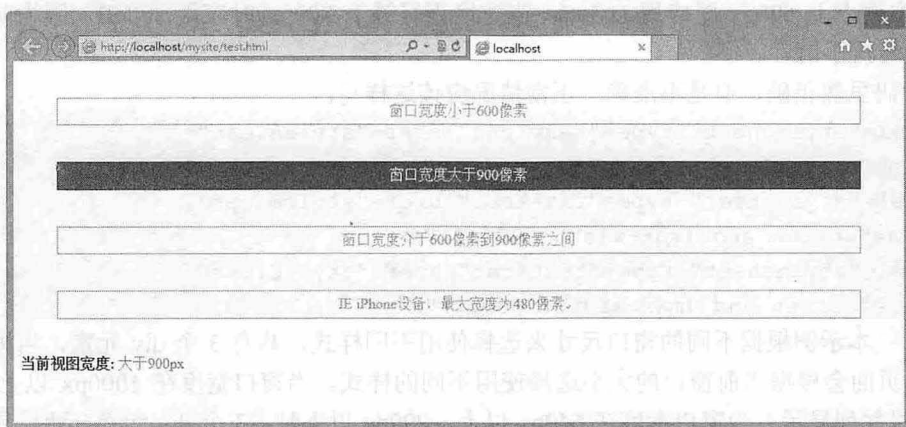 http://localhost/mysite/test.html
localhost
窗口宽度小于600像素
窗口宽度大于900像素
窗口宽度介于600像素到900像素之间
IE iPhone设备，最大宽度为480像素。
当前视图宽度: 大于900px